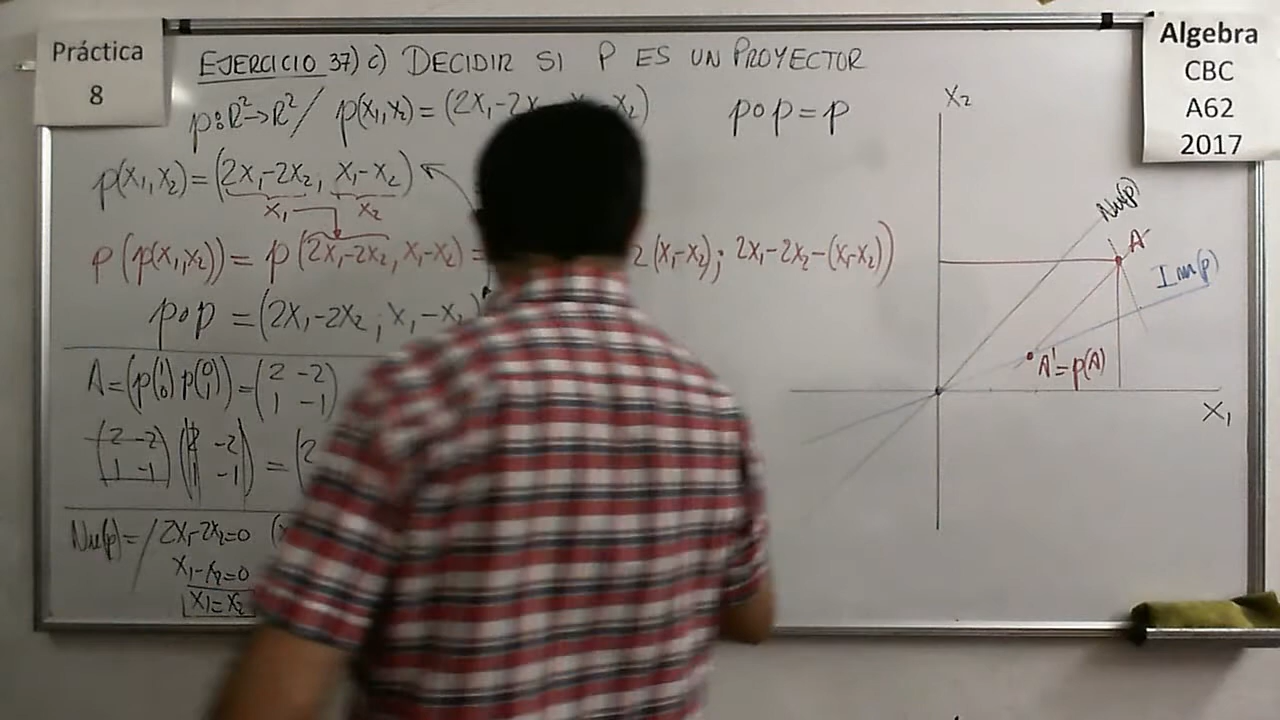 Práctica
8
EJERCICIO 37) c) DECIDIR SI P ES UN PROYECTOR
Algebra
CBC
A62
2017
p:R²→R² / p(x₁,x₂) = (2x₁-2x x₂)
p∘p = p
p(x₁,x₂) = (2x₁-2x₂, x₁-x₂)
x₁ x₂
p(p(x₁,x₂)) = p(2x₁-2x₂, x₁-x₂) = 2(x₁-x₂); 2x₁-2x₂-(x₁-x₂))
p∘p = (2x₁-2x₂; x₁-x₂)
A = (p(1 0) p(0 1)) = (2 -2
1 -1)
(2 -2
1 -1) (2 -2
1 -1) = (2
Nu(p) = / 2x₁-2x₂=0 (x
x₁-x₂=0
x₁=x₂
x₂
Nu(p)
A
Im(p)
A'=p(A)
x₁